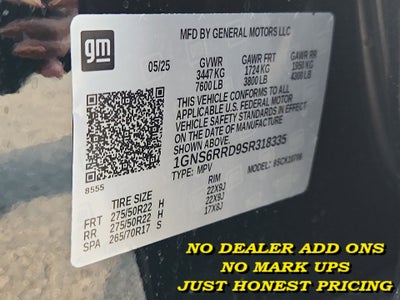 gm
MFD BY GENERAL MOTORS LLC
05/25 GVWR GAWR FRT GAWR RR
3447 KG 1724 KG 1950 KG
7600 LB 3800 LB 4300 LB
THIS VEHICLE CONFORMS TO ALL
APPLICABLE U.S. FEDERAL MOTOR
VEHICLE SAFETY STANDARDS IN EFFECT
ON THE DATE OF MANUFACTURE
SHOWN ABOVE.
1GNS6RRD9SR318335
TYPE: MPV MODEL:
8555
TIRE SIZE RIM
FRT 275/50R22 H 22X9J
RR 275/50R22 H 22X9J
SPA 265/70R17 S 17X8J
NO DEALER ADD ONS
NO MARK UPS
JUST HONEST PRICING